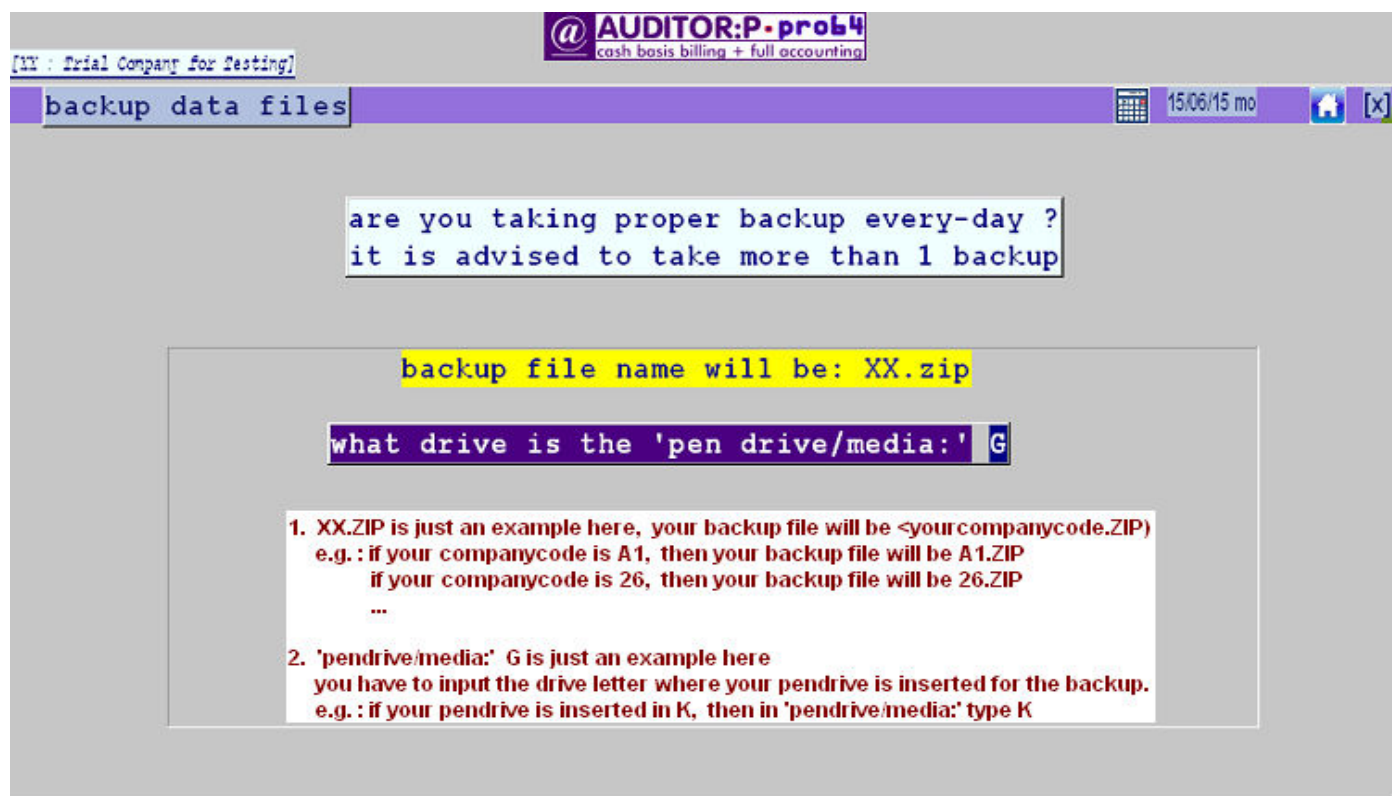 @ AUDITOR:P-pro64
cash basis billing + full accounting
[XX : Trial Company for Testing]
backup data files
15/06/15 mo
[x]
are you taking proper backup every-day ?
it is advised to take more than 1 backup
backup file name will be: XX.zip
what drive is the 'pen drive/media:' G
1. XX.ZIP is just an example here, your backup file will be <yourcompanycode.ZIP)
e.g. : if your companycode is A1, then your backup file will be A1.ZIP
if your companycode is 26, then your backup file will be 26.ZIP
...
2. 'pendrive/media:' G is just an example here
you have to input the drive letter where your pendrive is inserted for the backup.
e.g. : if your pendrive is inserted in K, then in 'pendrive/media:' type K